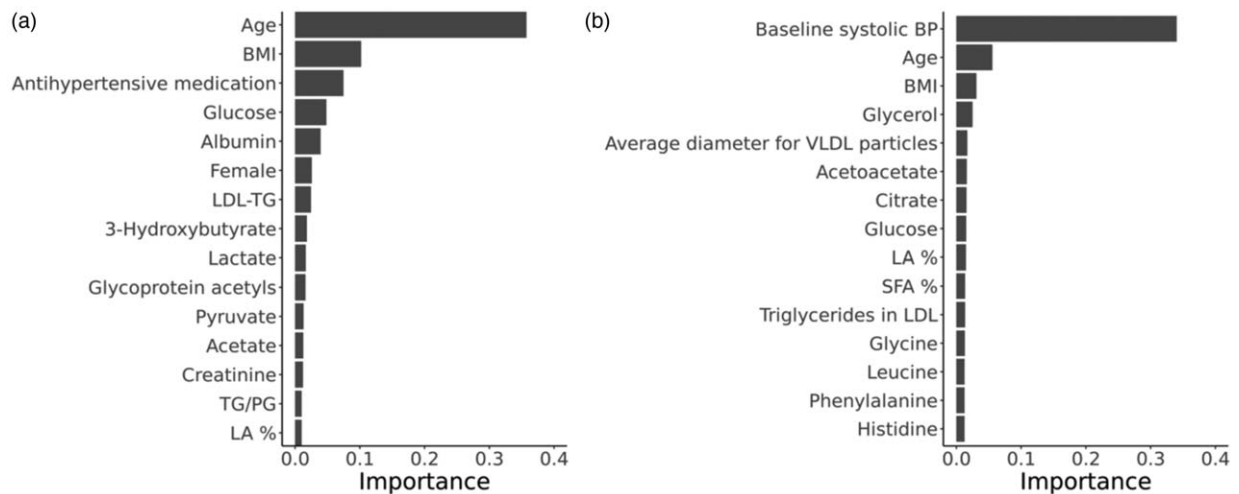 (a)
Age
BMI
Antihypertensive medication
Glucose
Albumin
Female
LDL-TG
3-Hydroxybutyrate
Lactate
Glycoprotein acetyls
Pyruvate
Acetate
Creatinine
TG/PG
LA %
0.0 0.1 0.2 0.3 0.4
Importance
(b)
Baseline systolic BP
Age
BMI
Glycerol
Average diameter for VLDL particles
Acetoacetate
Citrate
Glucose
LA %
SFA %
Triglycerides in LDL
Glycine
Leucine
Phenylalanine
Histidine
0.0 0.1 0.2 0.3 0.4
Importance